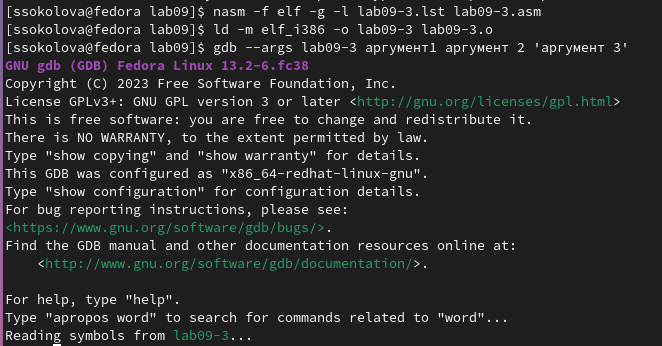 [ssokolova@fedora lab09]$ nasm -f elf -g -l lab09-3.lst lab09-3.asm
[ssokolova@fedora lab09]$ ld -m elf_i386 -o lab09-3 lab09-3.o
[ssokolova@fedora lab09]$ gdb --args lab09-3 аргумент1 аргумент 2 'аргумент 3'
GNU gdb (GDB) Fedora Linux 13.2-6.fc38
Copyright (C) 2023 Free Software Foundation, Inc.
License GPLv3+: GNU GPL version 3 or later <http://gnu.org/licenses/gpl.html>
This is free software: you are free to change and redistribute it.
There is NO WARRANTY, to the extent permitted by law.
Type "show copying" and "show warranty" for details.
This GDB was configured as "x86_64-redhat-linux-gnu".
Type "show configuration" for configuration details.
For bug reporting instructions, please see:
<https://www.gnu.org/software/gdb/bugs/>.
Find the GDB manual and other documentation resources online at:
    <http://www.gnu.org/software/gdb/documentation/>.

For help, type "help".
Type "apropos word" to search for commands related to "word"...
Reading symbols from lab09-3...